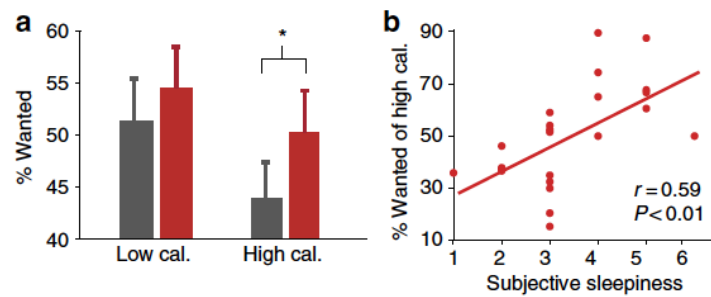 a
60
55
50
45
40
% Wanted
*
Low cal.
High cal.
b
90
70
50
30
10
% Wanted of high cal.
r=0.59
P<0.01
1 2 3 4 5 6
Subjective sleepiness